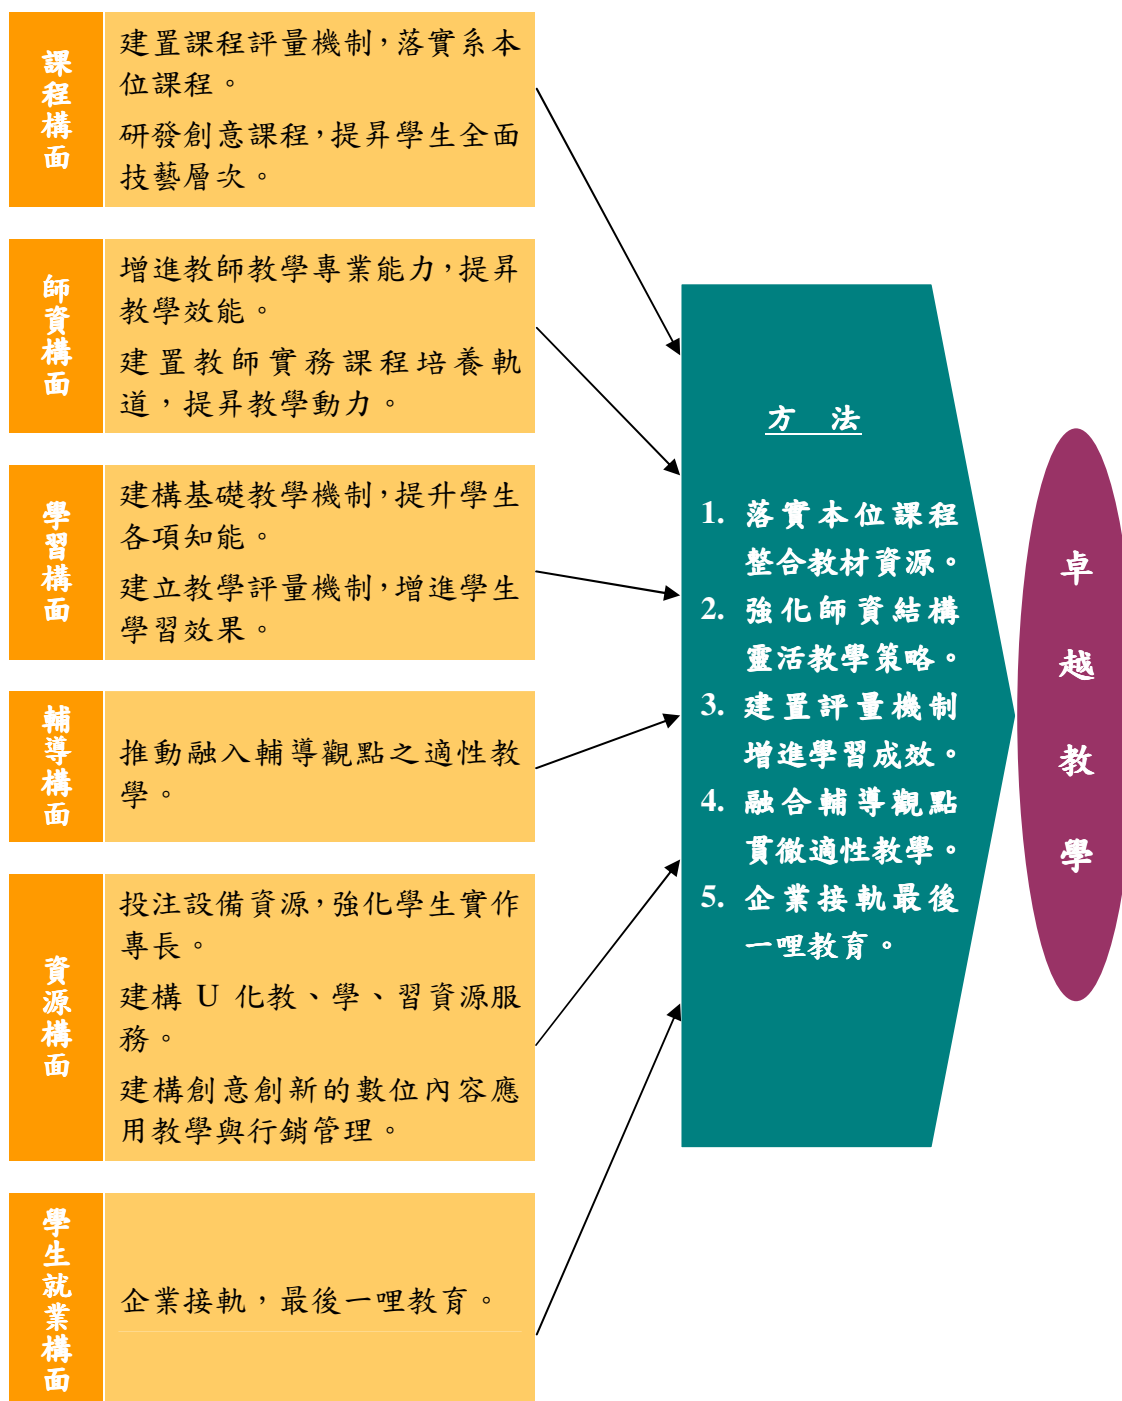 課程構面
建置課程評量機制，落實系本
位課程。
研發創意課程，提昇學生全面
技藝層次。
師資構面
增進教師教學專業能力，提昇
教學效能。
建置教師實務課程培養軌
道，提昇教學動力。
學習構面
建構基礎教學機制，提升學生
各項知能。
建立教學評量機制，增進學生
學習效果。
輔導構面
推動融入輔導觀點之適性教
學。
資源構面
投注設備資源，強化學生實作
專長。
建構 U 化教、學、習資源服
務。
建構創意創新的數位內容應
用教學與行銷管理。
學生就業構面
企業接軌，最後一哩教育。
方 法
1. 落實本位課程
整合教材資源。
2. 強化師資結構
靈活教學策略。
3. 建置評量機制
增進學習成效。
4. 融合輔導觀點
貫徹適性教學。
5. 企業接軌最後
一哩教育。
卓越教學